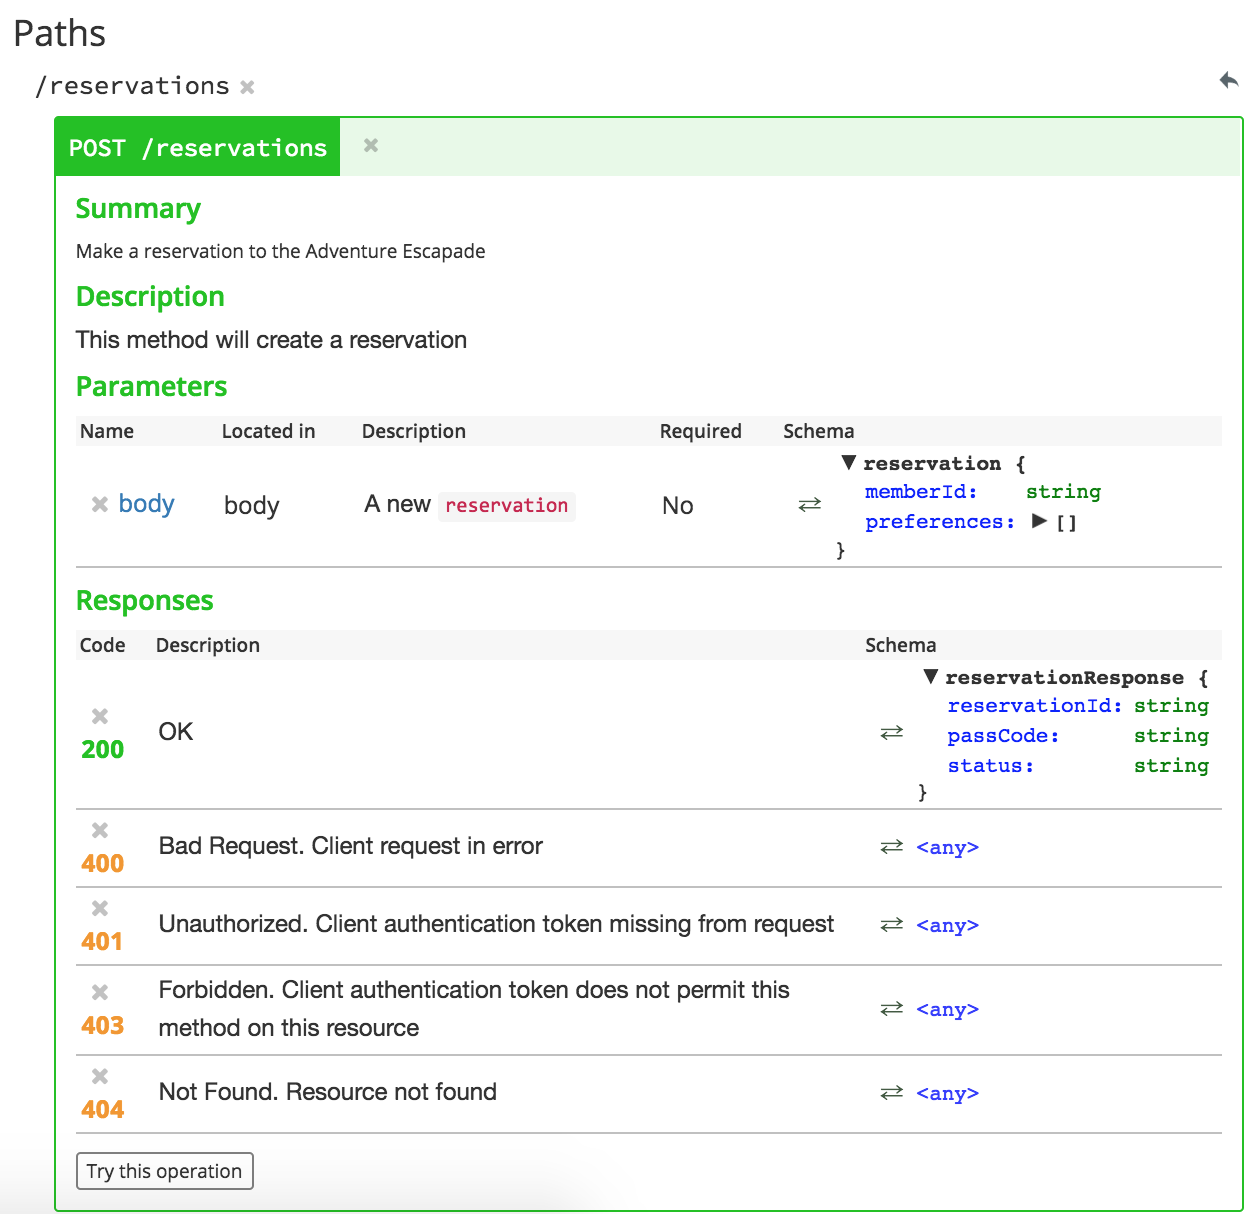 Paths
/reservations
POST /reservations
Summary
Make a reservation to the Adventure Escapade
Description
This method will create a reservation
Parameters
Name Located in Description Required Schema
body body A new reservation No ⇄ ▼ reservation {
memberId: string
preferences: ▶ []
}
Responses
Code Description Schema
200 OK ⇄ ▼ reservationResponse {
reservationId: string
passCode: string
status: string
}
400 Bad Request. Client request in error ⇄ <any>
401 Unauthorized. Client authentication token missing from request ⇄ <any>
403 Forbidden. Client authentication token does not permit this
method on this resource ⇄ <any>
404 Not Found. Resource not found ⇄ <any>
Try this operation